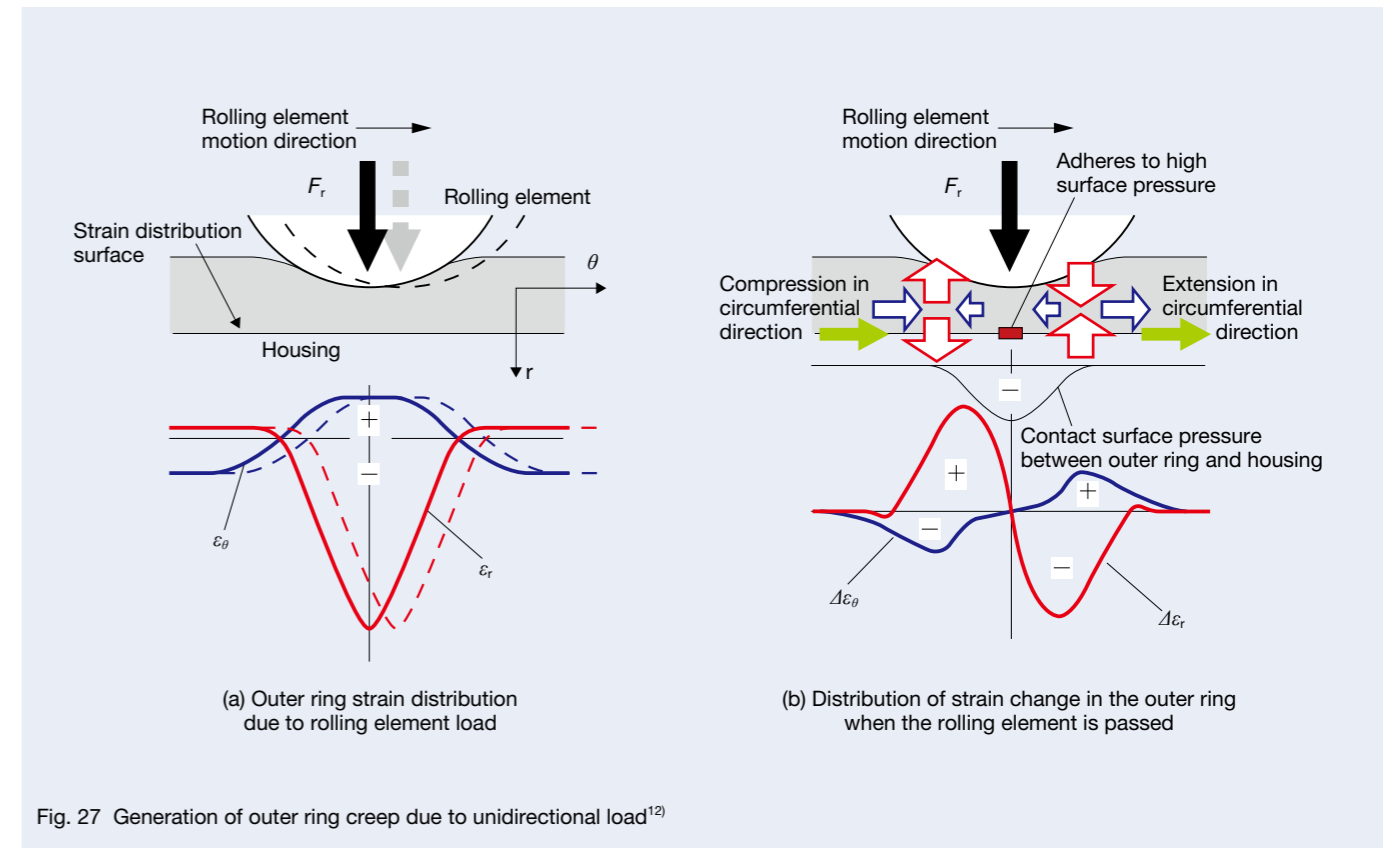 Rolling element
motion direction
Fr
Rolling element
Strain distribution
surface
θ
Housing
r
+
−
εθ
εr
(a) Outer ring strain distribution
due to rolling element load
Rolling element
motion direction
Adheres to high
surface pressure
Fr
Compression in
circumferential
direction
Extension in
circumferential
direction
−
Contact surface pressure
between outer ring and housing
+
+
−
−
Δεθ
Δεr
(b) Distribution of strain change in the outer ring
when the rolling element is passed
Fig. 27 Generation of outer ring creep due to unidirectional load12)